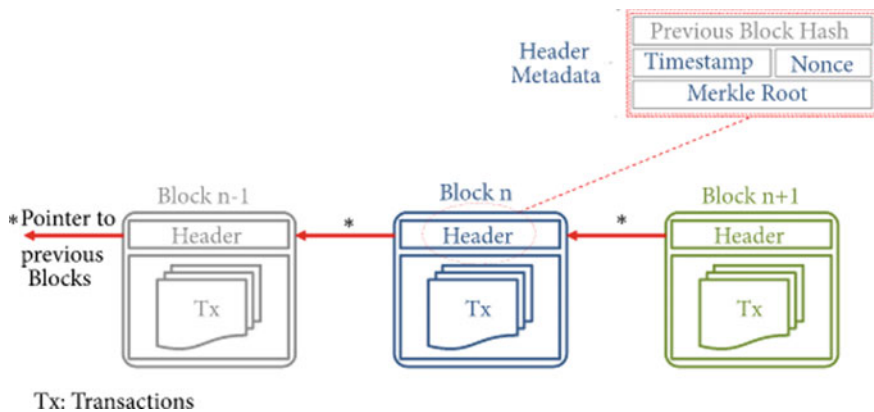 Header
Metadata
Previous Block Hash
Timestamp
Nonce
Merkle Root
Block n-1
Block n
Block n+1
* Pointer to
previous
Blocks
Header
*
Header
*
Header
Tx
Tx
Tx
Tx: Transactions